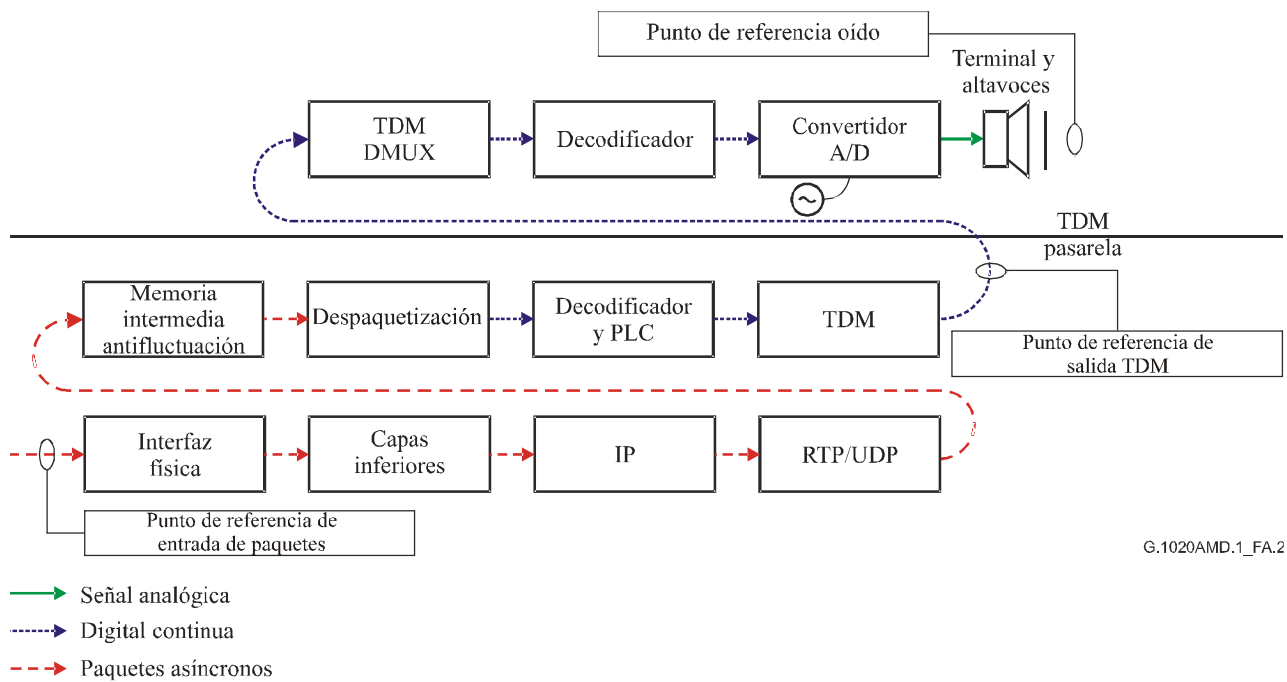 Punto de referencia oído
Terminal y
altavoces
TDM
DMUX
Decodificador
Convertidor
A/D
TDM
pasarela
Memoria
intermedia
antifluctuación
Despaquetización
Decodificador
y PLC
TDM
Punto de referencia de
salida TDM
Interfaz
física
Capas
inferiores
IP
RTP/UDP
Punto de referencia de
entrada de paquetes
G.1020AMD.1_FA.2
Señal analógica
Digital continua
Paquetes asíncronos